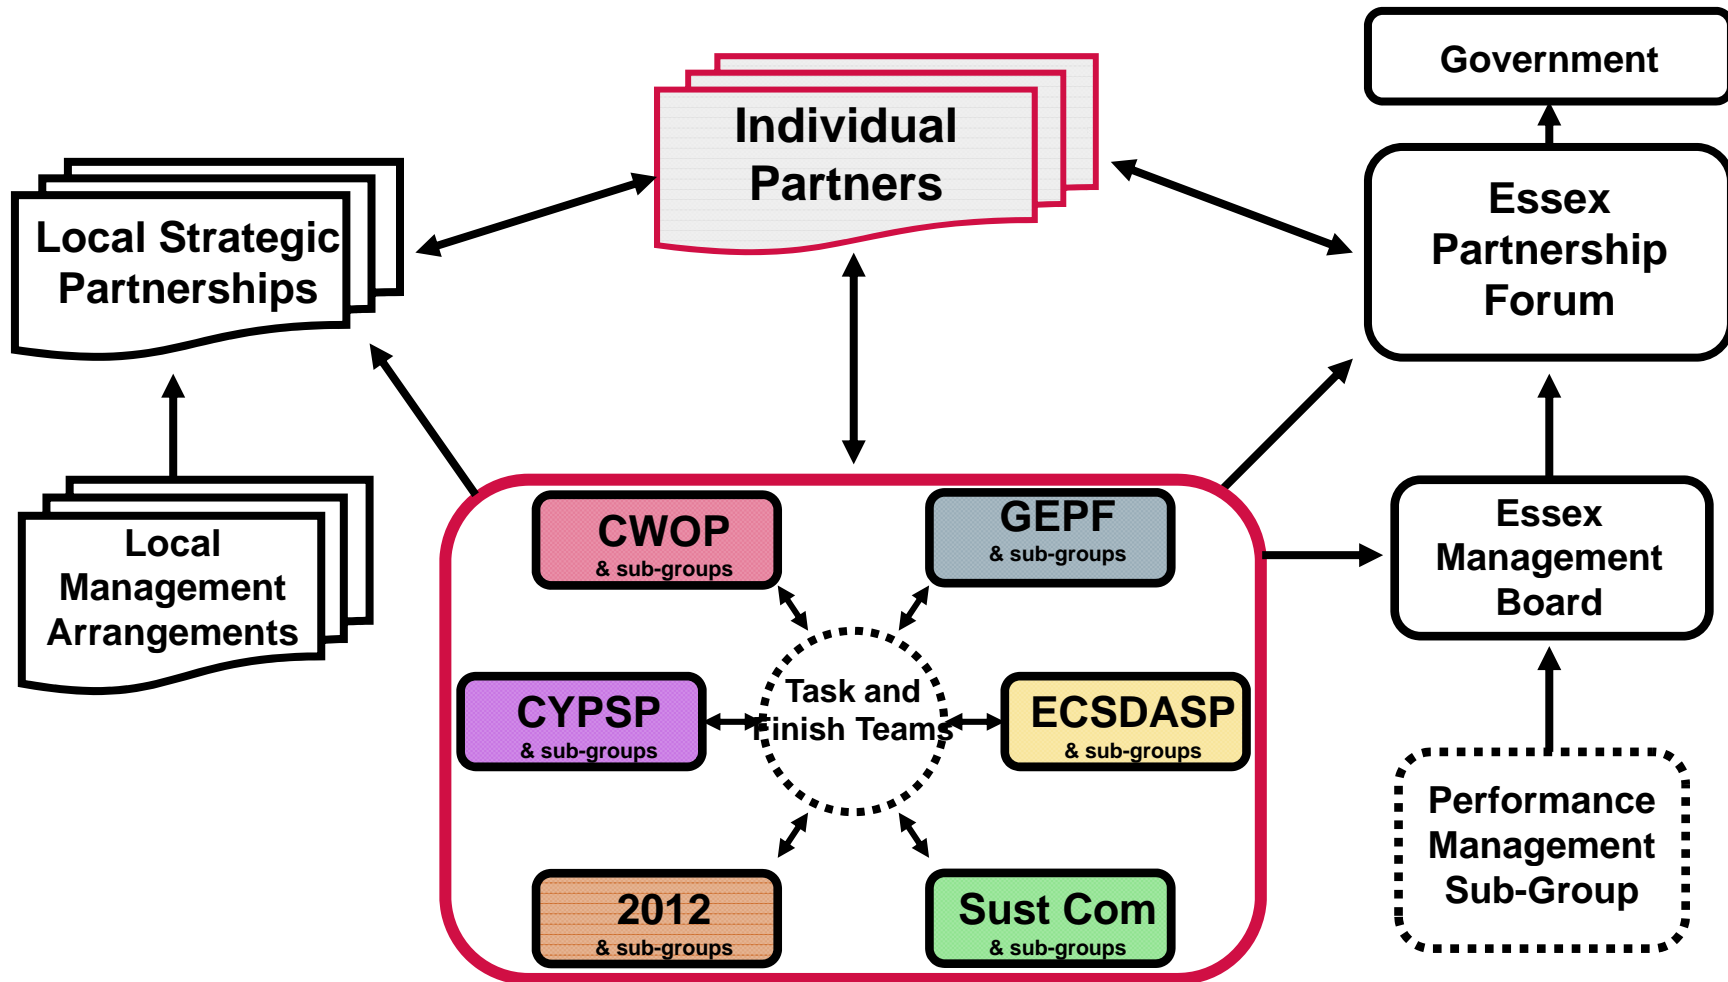 Government
Individual
Partners
Essex
Partnership
Forum
Local Strategic
Partnerships
Local
Management
Arrangements
CWOP
& sub-groups
GEPF
& sub-groups
Essex
Management
Board
CYPSP
& sub-groups
Task and
Finish Teams
ECSDASP
& sub-groups
2012
& sub-groups
Sust Com
& sub-groups
Performance
Management
Sub-Group